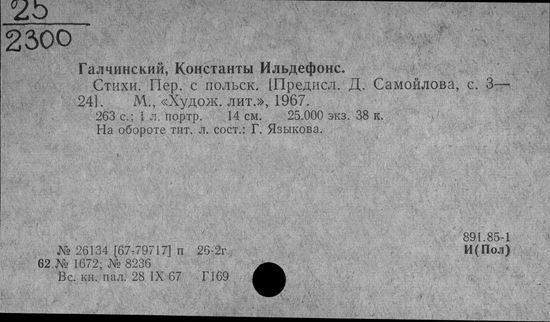 25
2300
Галчинский, Константы Ильдефонс.
Стихи. Пер. с польск. [Предисл. Д. Самойлова, с. 3—
24]. М., «Худож. лит.», 1967.
263 с.; 1 л. портр. 14 см. 25.000 экз. 38 к.
На обороте тит. л. сост.: Г. Языкова.
891.85-1
№ 26134 [67-79717] п 26-2г И(Пол)
62.№ 1672; № 8236
Вс. кн. пал. 28 IX 67 Г169